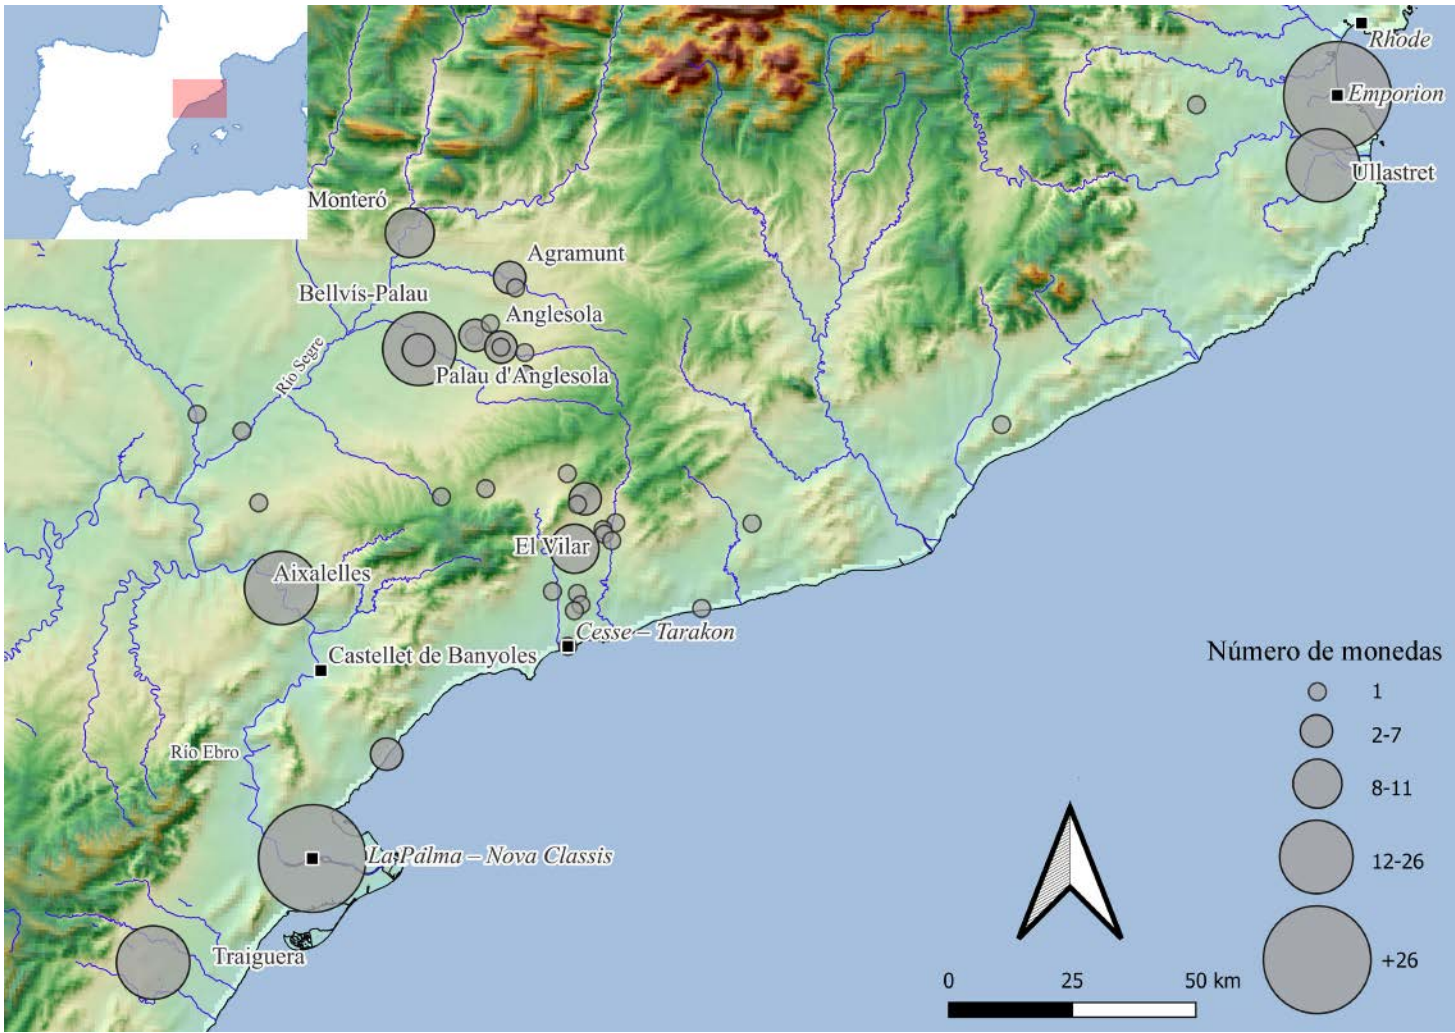 Rhode
Emporion
Ullastret
Monteró
Agramunt
Bellvís-Palau
Anglesola
Río Segre
Palau d'Anglesola
El Vilar
Aixalelles
Cesse – Tarakon
Castellet de Banyoles
Río Ebro
La Pálma – Nova Classis
Traiguera
Número de monedas
1
2-7
8-11
12-26
+26
0 25 50 km